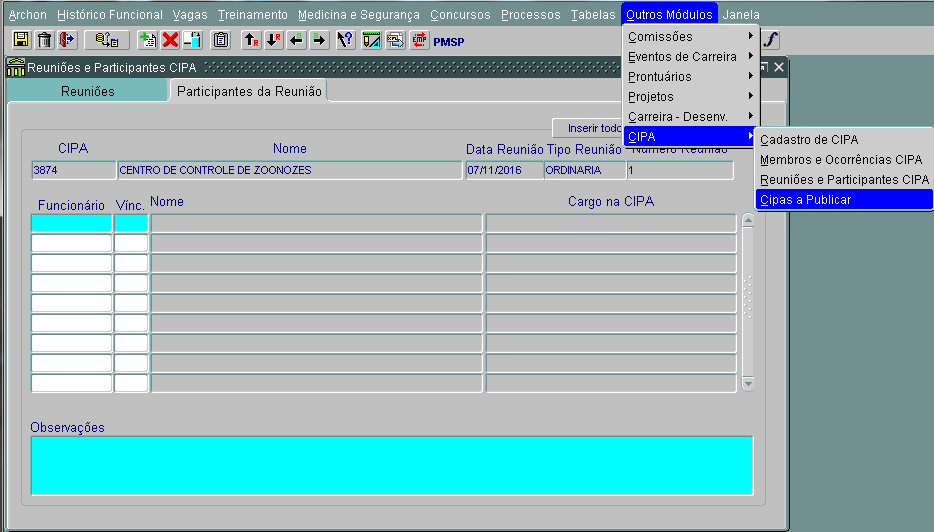 Archon Histórico Funcional Vagas Treinamento Medicina e Segurança Concursos Processos Tabelas Outros Módulos Janela
PMSP
Comissões
Eventos de Carreira
Prontuários
Projetos
Carreira - Desenv.
CIPA
Cadastro de CIPA
Membros e Ocorrências CIPA
Reuniões e Participantes CIPA
Cipas a Publicar
Reuniões e Participantes CIPA
Reuniões Participantes da Reunião
Inserir todo
CIPA Nome Data Reunião Tipo Reunião Número Reunião
3874 CENTRO DE CONTROLE DE ZOONOZES 07/11/2016 ORDINARIA 1
Funcionário Vínc. Nome Cargo na CIPA
Observações